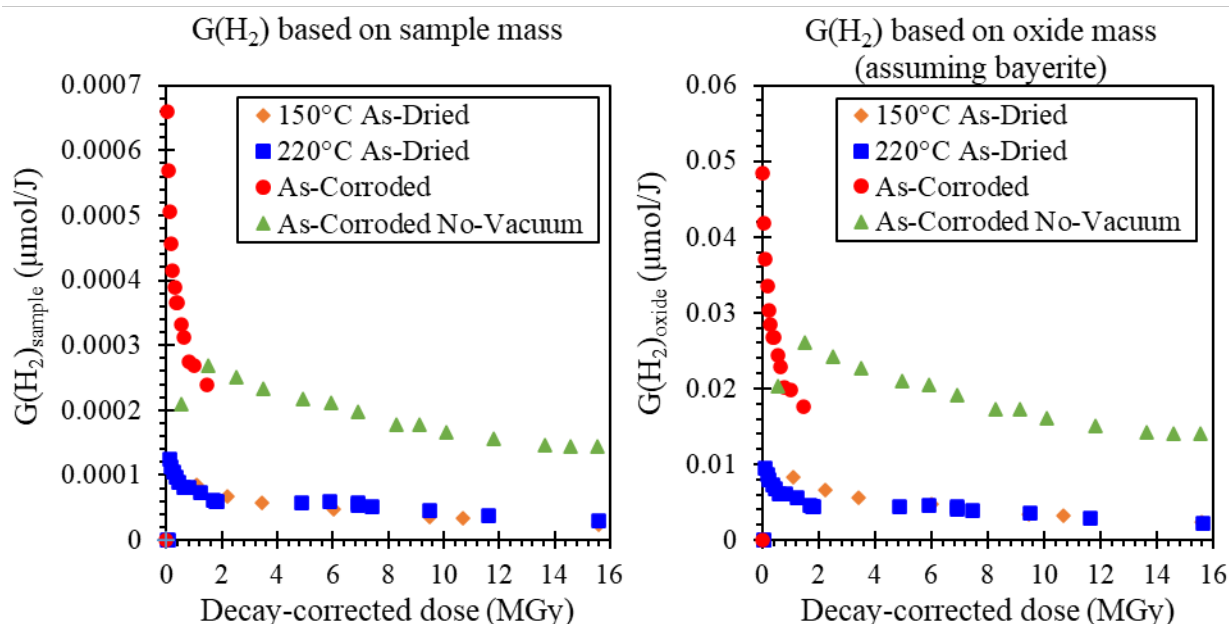 G(H₂) based on sample mass
0.0007
0.0006
0.0005
0.0004
0.0003
0.0002
0.0001
0
G(H₂)sample (μmol/J)
150°C As-Dried
220°C As-Dried
As-Corroded
As-Corroded No-Vacuum
0 2 4 6 8 10 12 14 16
Decay-corrected dose (MGy)
G(H₂) based on oxide mass
(assuming bayerite)
0.06
0.05
0.04
0.03
0.02
0.01
0
G(H₂)oxide (μmol/J)
150°C As-Dried
220°C As-Dried
As-Corroded
As-Corroded No-Vacuum
0 2 4 6 8 10 12 14 16
Decay-corrected dose (MGy)